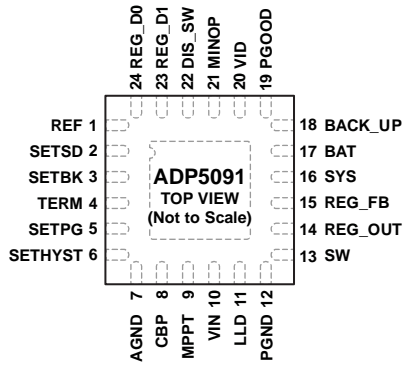 24 REG_D0
23 REG_D1
22 DIS_SW
21 MINOP
20 VID
19 PGOOD
REF 1
SETSD 2
SETBK 3
TERM 4
SETPG 5
SETHYST 6
ADP5091
TOP VIEW
(Not to Scale)
18 BACK_UP
17 BAT
16 SYS
15 REG_FB
14 REG_OUT
13 SW
AGND 7
CBP 8
MPPT 9
VIN 10
LLD 11
PGND 12